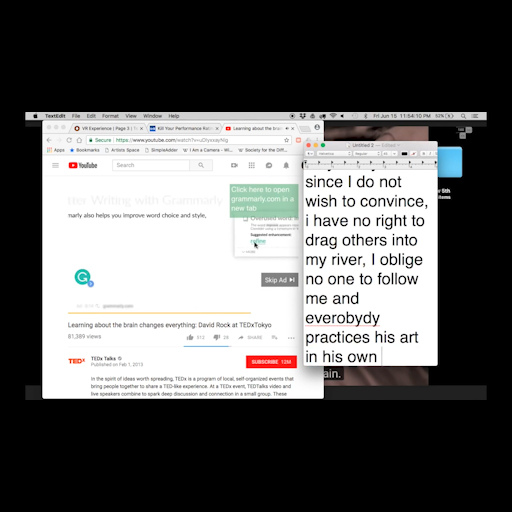 TextEdit File Edit Format View Window Help
Fri Jun 15 11:54:10 PM
VR Experience | Page 3 | Kill Your Performance Learning about the brain
Secure https://www.youtube.com/watch?v=
Bookmarks Artists Space SimpleAdder W I Am a Camera - Wi Society for the Diff
YouTube
Search
Writing with Grammarly
marly also helps you improve word choice and style,
Click here to open
grammarly.com in a
new tab
Suggested enhancement
refine
Skip Ad
grammarly.com
Learning about the brain changes everything: David Rock at TEDxTokyo
81,389 views
512
28
SHARE
TEDx
TEDx Talks
Published on Feb 1, 2013
SUBSCRIBE 12M
In the spirit of ideas worth spreading, TEDx is a program of local, self-organized events that
bring people together to share a TED-like experience. At a TEDx event, TEDTalks video and
live speakers combine to spark deep discussion and connection in a small group. These
Untitled 2
since I do not
wish to convince,
i have no right to
drag others into
my river, I oblige
no one to follow
me and
everobydy
practices his art
in his own
ain.